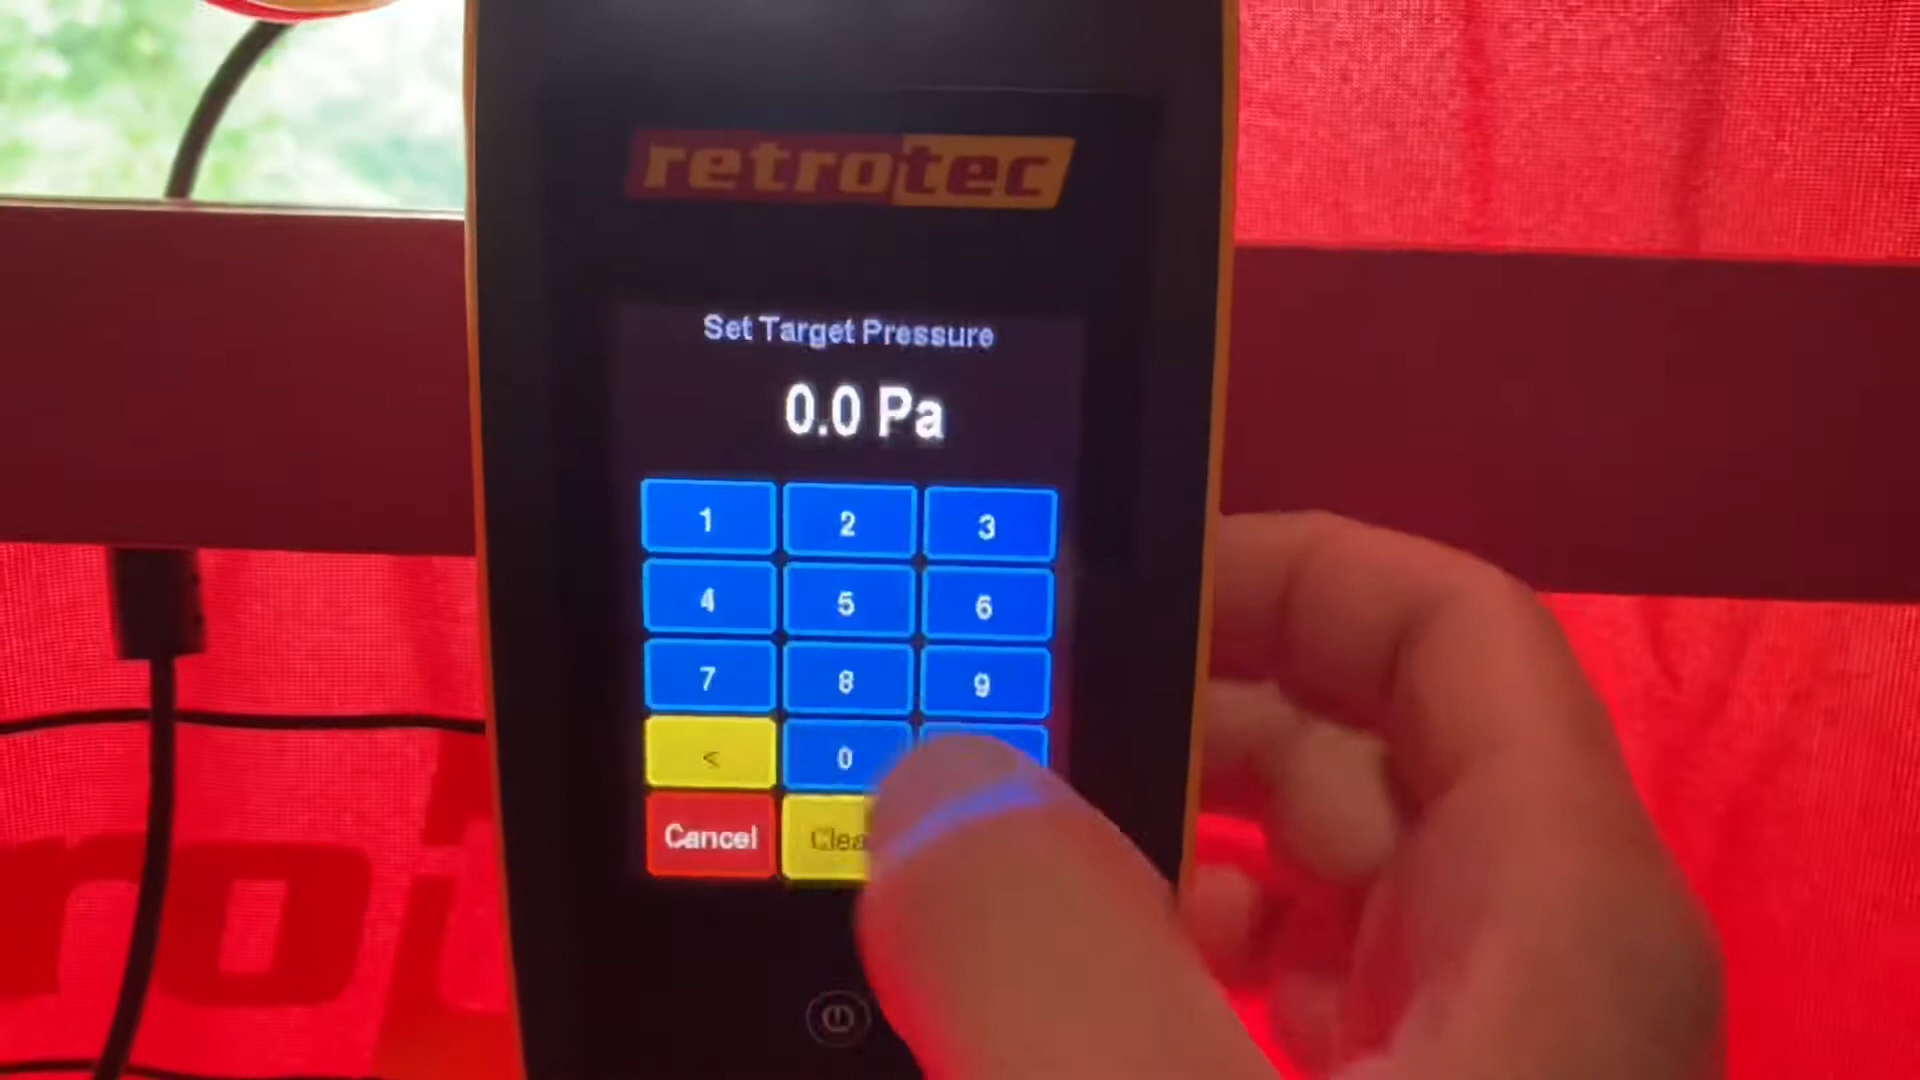 retrotec
Set Target Pressure
0.0 Pa
1 2 3
4 5 6
7 8 9
< 0
Cancel